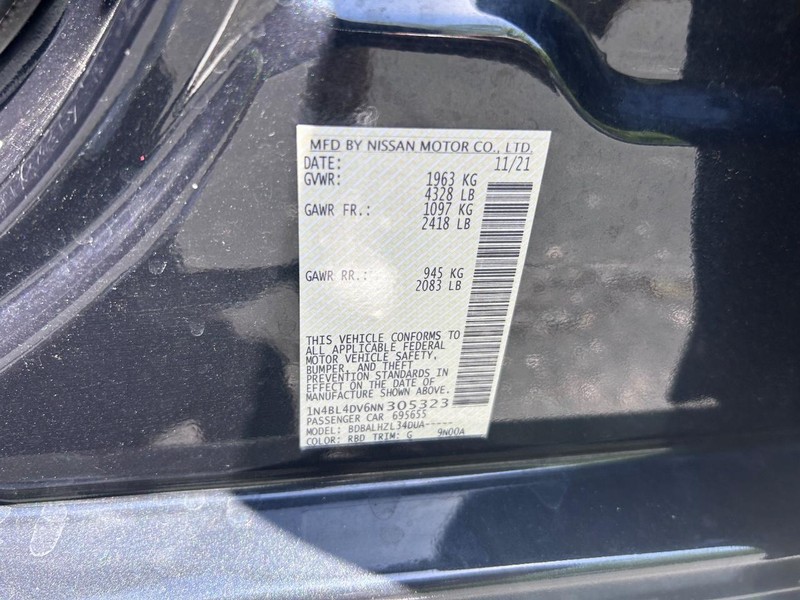 MFD BY NISSAN MOTOR CO., LTD.
DATE: 11/21
GVWR: 1963 KG
4328 LB
GAWR FR.: 1097 KG
2418 LB
GAWR RR.: 945 KG
2083 LB
THIS VEHICLE CONFORMS TO
ALL APPLICABLE FEDERAL
MOTOR VEHICLE SAFETY,
BUMPER, AND THEFT
PREVENTION STANDARDS IN
EFFECT ON THE DATE OF
MANUFACTURE SHOWN ABOVE.
1N4BL4DV6NN305323
PASSENGER CAR 695655
MODEL: BDBALHZL34DUA-----
COLOR: RBD TRIM: G 9N00A